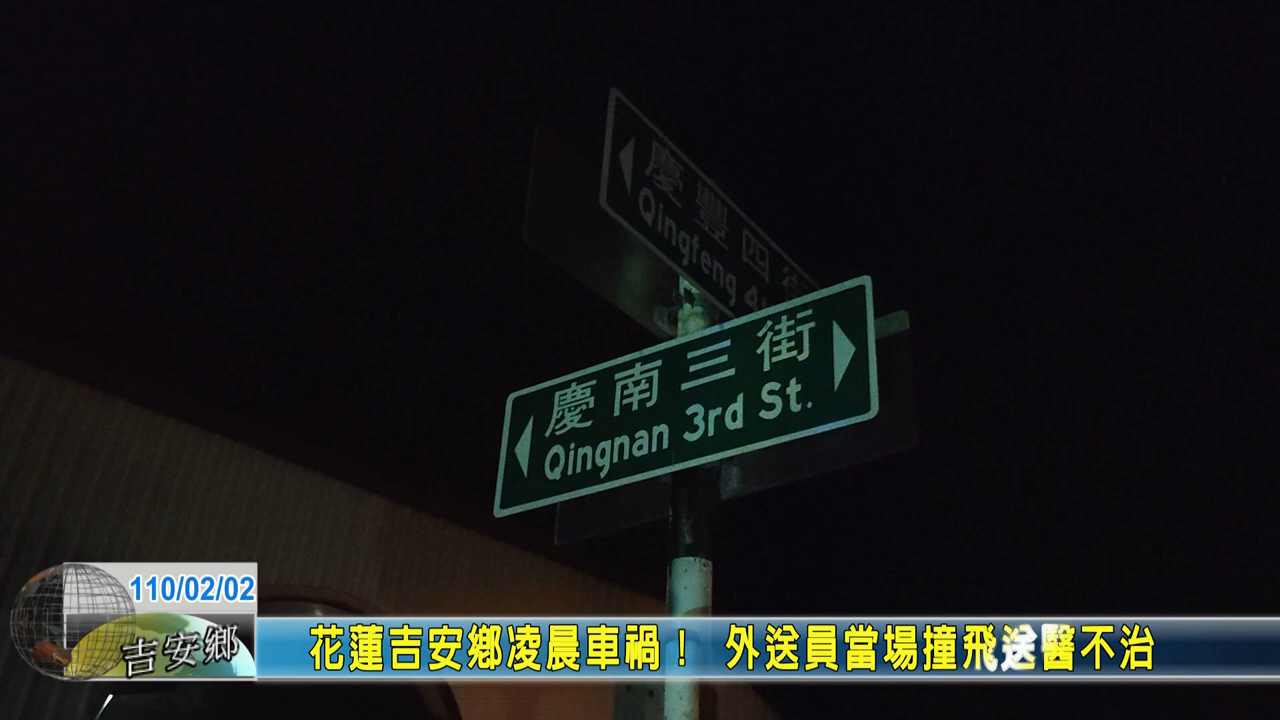 慶豐四街
Qingfeng 4
慶南三街
Qingnan 3rd St.
110/02/02
吉安鄉
花蓮吉安鄉凌晨車禍！ 外送員當場撞飛送醫不治